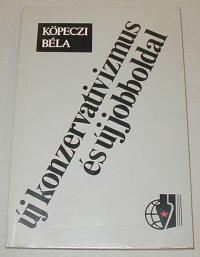 KÖPECZI
BÉLA
új konzervativizmus
és új jobboldal